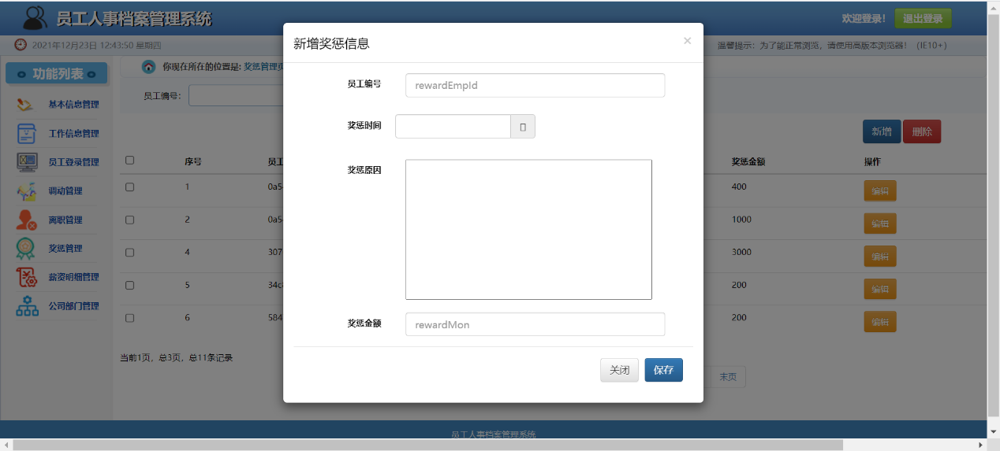 员工人事档案管理系统
欢迎登录!
退出登录
2021年12月23日 12:43:50 星期四
温馨提示：为了能正常浏览，请使用高版本浏览器！（IE10+）
功能列表
基本信息管理
工作信息管理
员工登录管理
调动管理
离职管理
奖惩管理
薪资明细管理
公司部门管理
你现在所在的位置是: 奖惩管理页
员工编号:
新增 删除
序号 员工 奖惩金额 操作
1 0a5 400 编辑
2 0a5 1000 编辑
4 307 3000 编辑
5 34c 200 编辑
6 584 200 编辑
当前1页，总3页，总11条记录
末页
新增奖惩信息
×
员工编号 rewardEmpId
奖惩时间
奖惩原因
奖惩金额 rewardMon
关闭 保存
员工人事档案管理系统